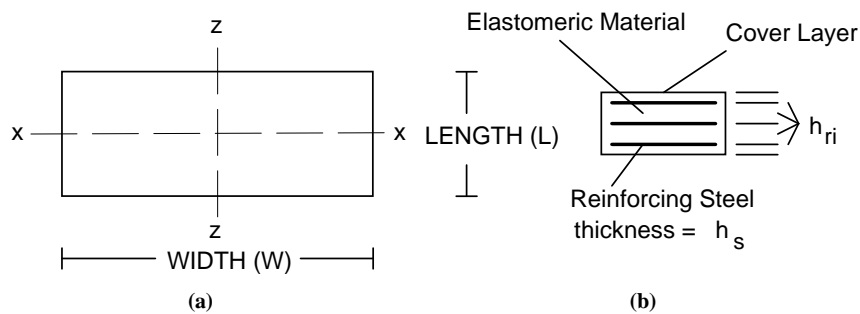 z
x
x
z
LENGTH (L)
WIDTH (W)
(a)
Elastomeric Material
Cover Layer
h ri
Reinforcing Steel
thickness = h s
(b)